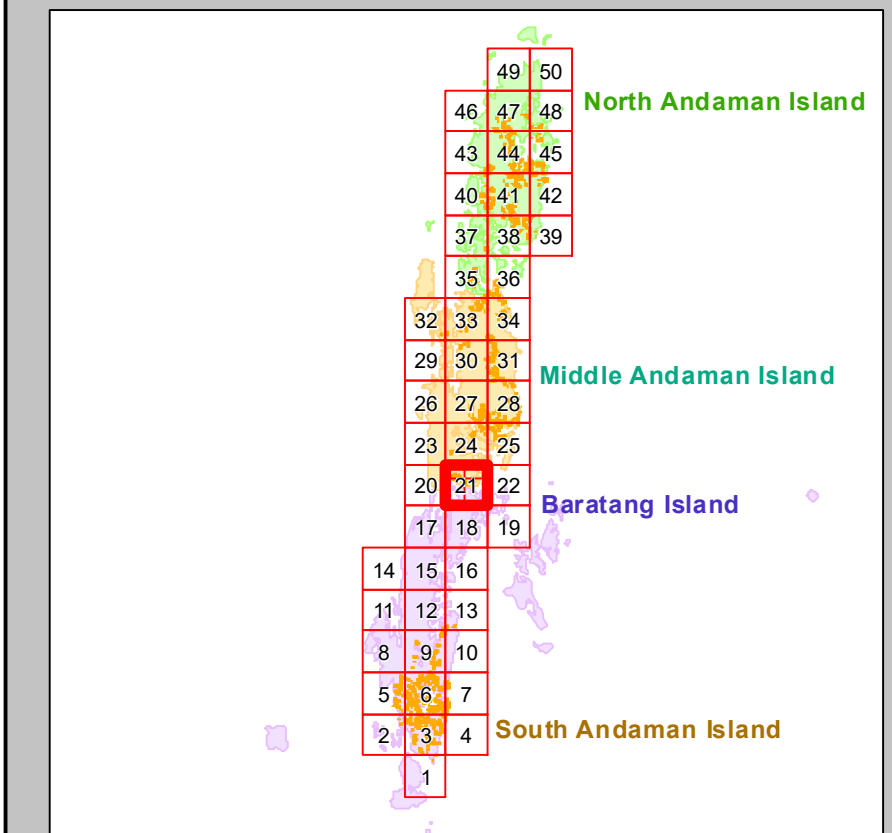 49 50
North Andaman Island
46 47 48
43 44 45
40 41 42
37 38 39
35 36
32 33 34
29 30 31
Middle Andaman Island
26 27 28
23 24 25
20 21 22
Baratang Island
17 18 19
14 15 16
11 12 13
8 9 10
5 6 7
2 3 4
South Andaman Island
1